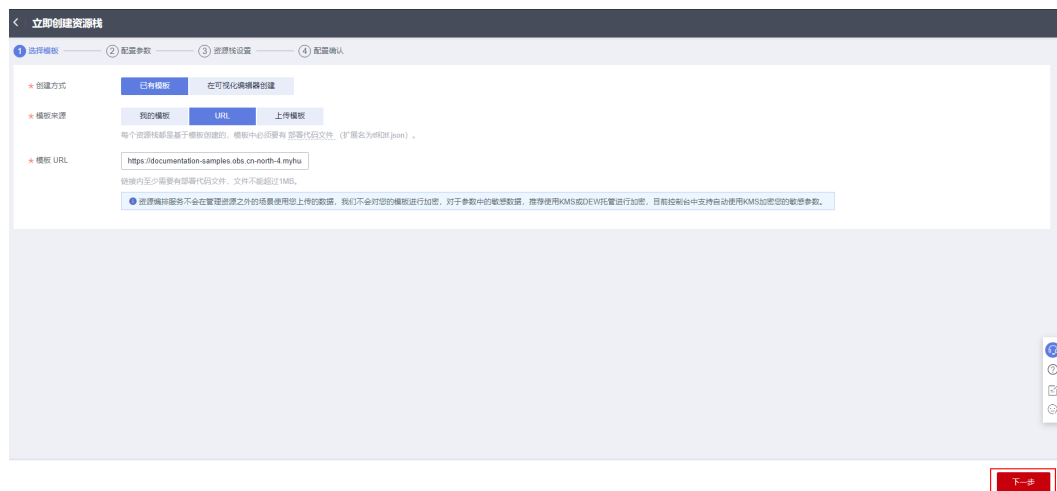 立即创建资源栈
1 选择模板 2 配置参数 3 资源栈设置 4 配置确认
★ 创建方式 已有模板 在可视化编辑器创建
★ 模板来源 我的模板 URL 上传模板
每个资源栈都是基于模板创建的，模板中必须要有 部署代码文件 （扩展名为tf和tf.json）。
★ 模板 URL https://documentation-samples.obs.cn-north-4.myhu
链接内至少需要有部署代码文件，文件不能超过1MB。
资源编排服务不会在管理资源之外的场景使用您上传的数据，我们不会对您的模板进行加密，对于参数中的敏感数据，推荐使用KMS或DEW托管进行加密，目前控制台中支持自动使用KMS加密您的敏感参数。
下一步